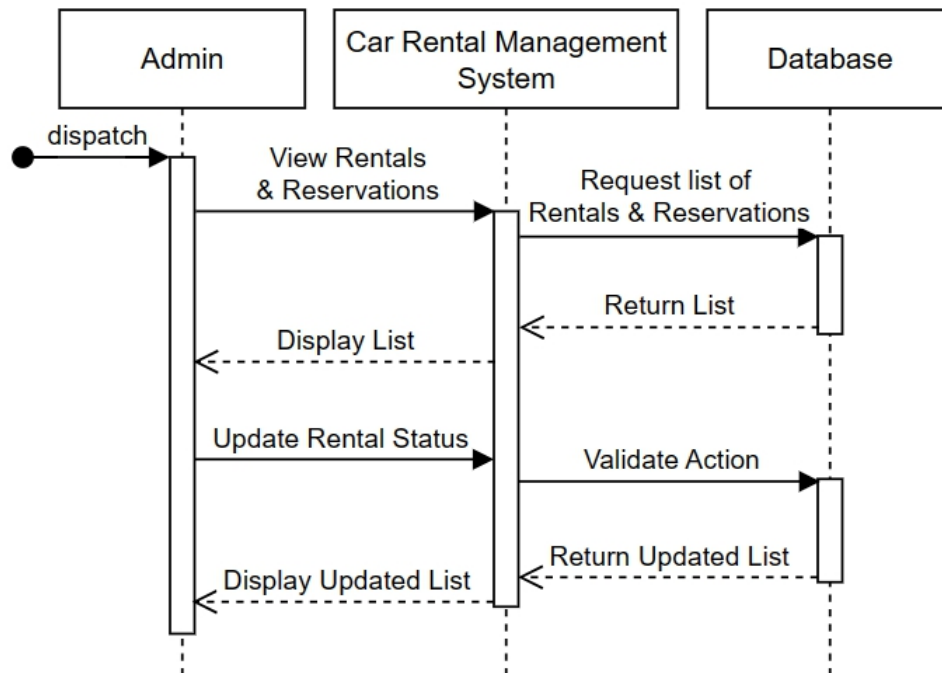 Admin
Car Rental Management
System
Database
dispatch
View Rentals
& Reservations
Request list of
Rentals & Reservations
Return List
Display List
Update Rental Status
Validate Action
Return Updated List
Display Updated List